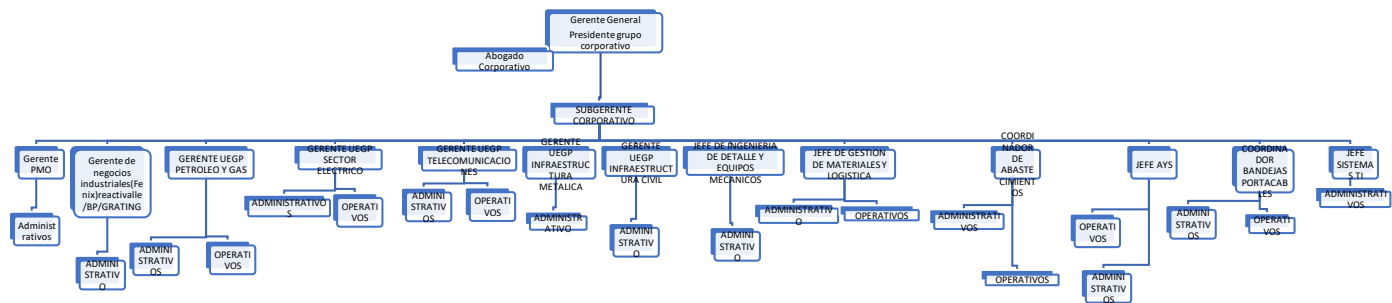 Gerente General
Presidente grupo
corporativo
Abogado
Corporativo
SUBGERENTE
CORPORATIVO
Gerente
PMO
Administ
rativos
Gerente de
negocios
industriales(Fe
nix)reactivalle
/BP/GRATING
ADMINI
STRATIV
O
GERENTE UEGP
PETROLEO Y GAS
ADMINI
STRATIV
OS
OPERATI
VOS
GERENTE UEGP
SECTOR
ELECTRICO
ADMINISTRATIVO
S
OPERATI
VOS
GERENTE UEGP
TELECOMUNICACIO
NES
ADMINI
STRATIV
OS
OPERATI
VOS
GERENTE
UEGP
INFRAESTRUC
TURA
METALICA
ADMINISTR
ATIVO
GERENTE
UEGP
INFRAESTRUCT
URA CIVIL
ADMINI
STRATIV
O
JEFE DE INGENIERIA
DE DETALLE Y
EQUIPOS
MECANICOS
ADMINI
STRATIV
O
JEFE DE GESTION
DE MATERIALES Y
LOGISTICA
ADMINISTRATIV
O
OPERATIVOS
COORDI
NADOR
DE
ABASTE
CIMIENT
OS
ADMINISTRATI
VOS
OPERATIVOS
JEFE AYS
OPERATI
VOS
ADMINI
STRATIV
OS
COORDINA
DOR
BANDEJAS
PORTACAB
LES
ADMINI
STRATIV
OS
OPERATI
VOS
JEFE
SISTEMA
S TI
ADMINISTRATI
VOS